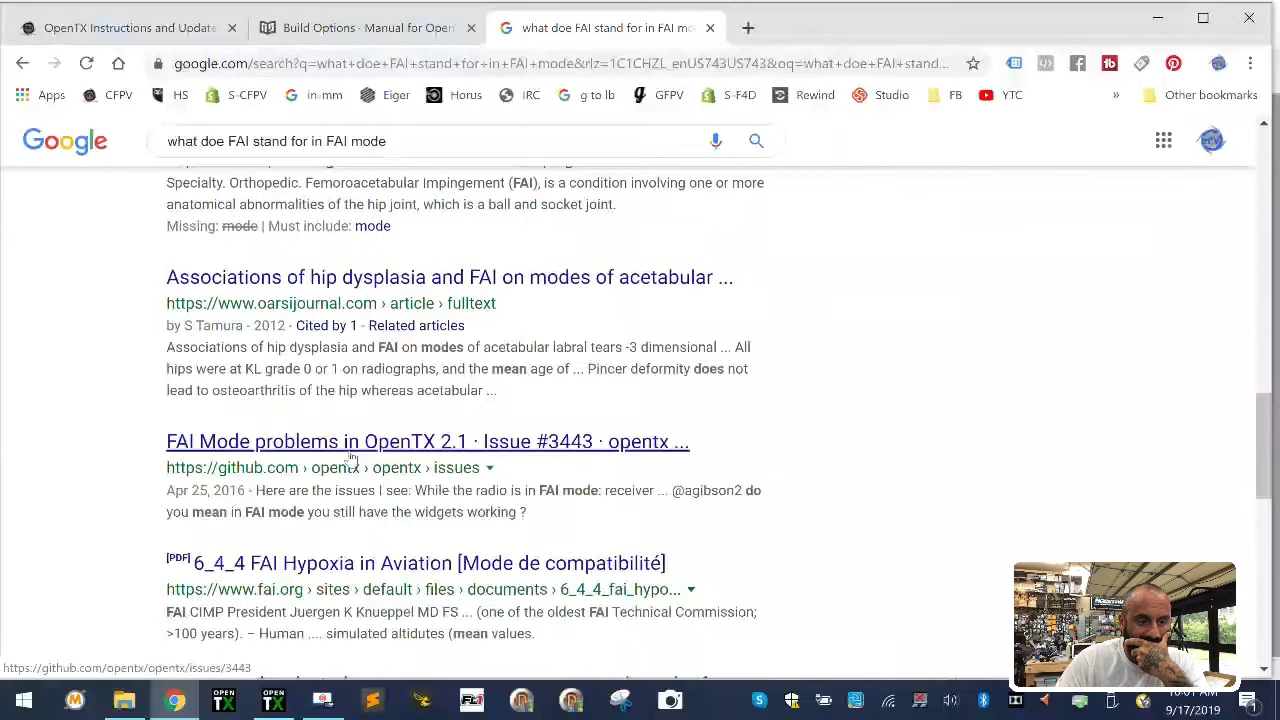 OpenTX Instructions and Update
Build Options · Manual for Open
what doe FAI stand for in FAI mo
google.com/search?q=what+doe+FAI+stand+for+in+FAI+mode&rlz=1C1CHZL_enUS743US743&oq=what+doe+FAI+stand...
Apps CFPV HS S-CFPV in-mm Eiger Horus IRC g to lb GFPV S-F4D Rewind Studio FB YTC » Other bookmarks
Google what doe FAI stand for in FAI mode
Specialty. Orthopedic. Femoroacetabular Impingement (FAI), is a condition involving one or more
anatomical abnormalities of the hip joint, which is a ball and socket joint.
Missing: mode | Must include: mode
Associations of hip dysplasia and FAI on modes of acetabular ...
https://www.oarsijournal.com › article › fulltext
by S Tamura - 2012 - Cited by 1 - Related articles
Associations of hip dysplasia and FAI on modes of acetabular labral tears -3 dimensional ... All
hips were at KL grade 0 or 1 on radiographs, and the mean age of ... Pincer deformity does not
lead to osteoarthritis of the hip whereas acetabular ...
FAI Mode problems in OpenTX 2.1 · Issue #3443 · opentx ...
https://github.com › opentx › opentx › issues
Apr 25, 2016 - Here are the issues I see: While the radio is in FAI mode: receiver ... @agibson2 do
you mean in FAI mode you still have the widgets working ?
[PDF] 6_4_4 FAI Hypoxia in Aviation [Mode de compatibilité]
https://www.fai.org › sites › default › files › documents › 6_4_4_fai_hypo...
FAI CIMP President Juergen K Knueppel MD FS ... (one of the oldest FAI Technical Commission;
>100 years). – Human .... simulated altidutes (mean values.
https://github.com/opentx/opentx/issues/3443
OPEN TX
OPEN TX
10:01 AM
9/17/2019